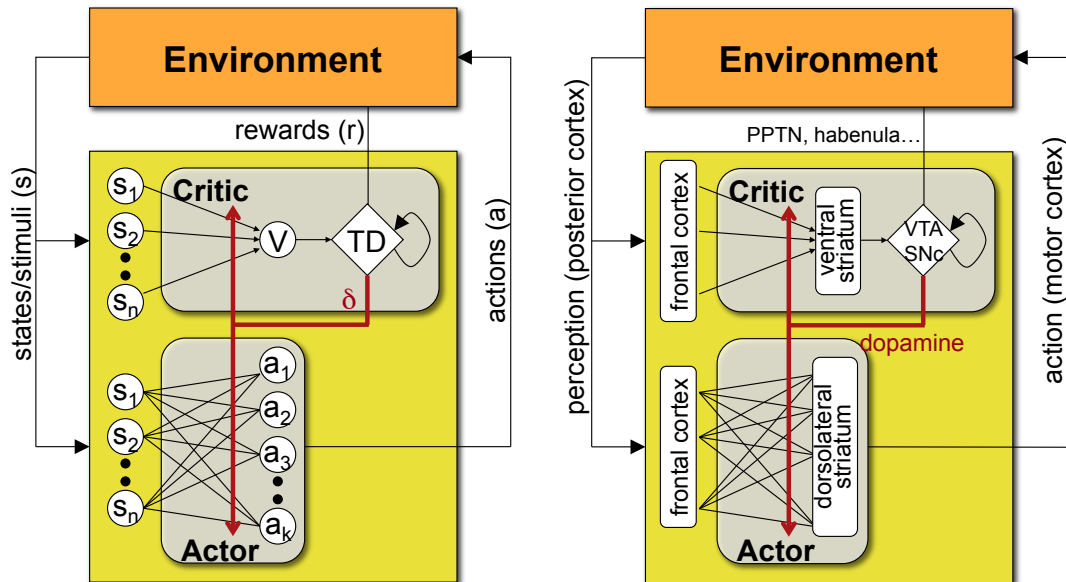 Environment
rewards (r)
states/stimuli (s)
actions (a)
s1
s2
sn
Critic
V
TD
δ
s1
s2
sn
a1
a2
a3
ak
Actor
Environment
PPTN, habenula…
perception (posterior cortex)
action (motor cortex)
frontal cortex
Critic
ventral
striatum
VTA
SNc
dopamine
frontal cortex
dorsolateral
striatum
Actor